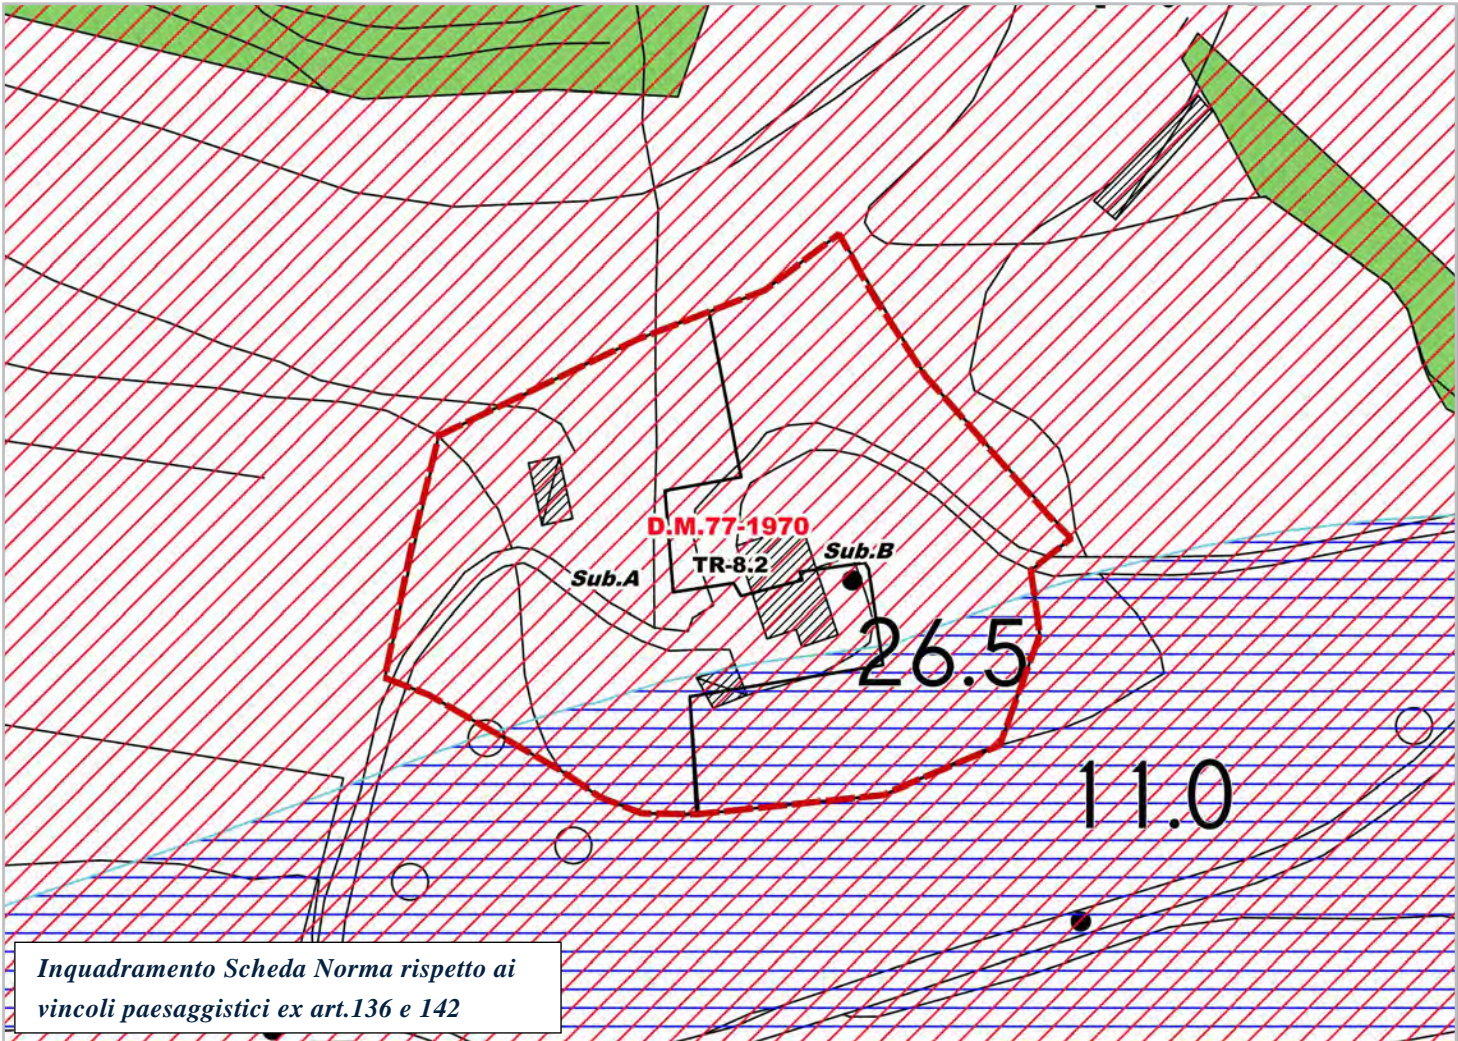 D.M.77-1970
TR-8.2
Sub.B
Sub.A
26.5
11.0
Inquadramento Scheda Norma rispetto ai
vincoli paesaggistici ex art.136 e 142